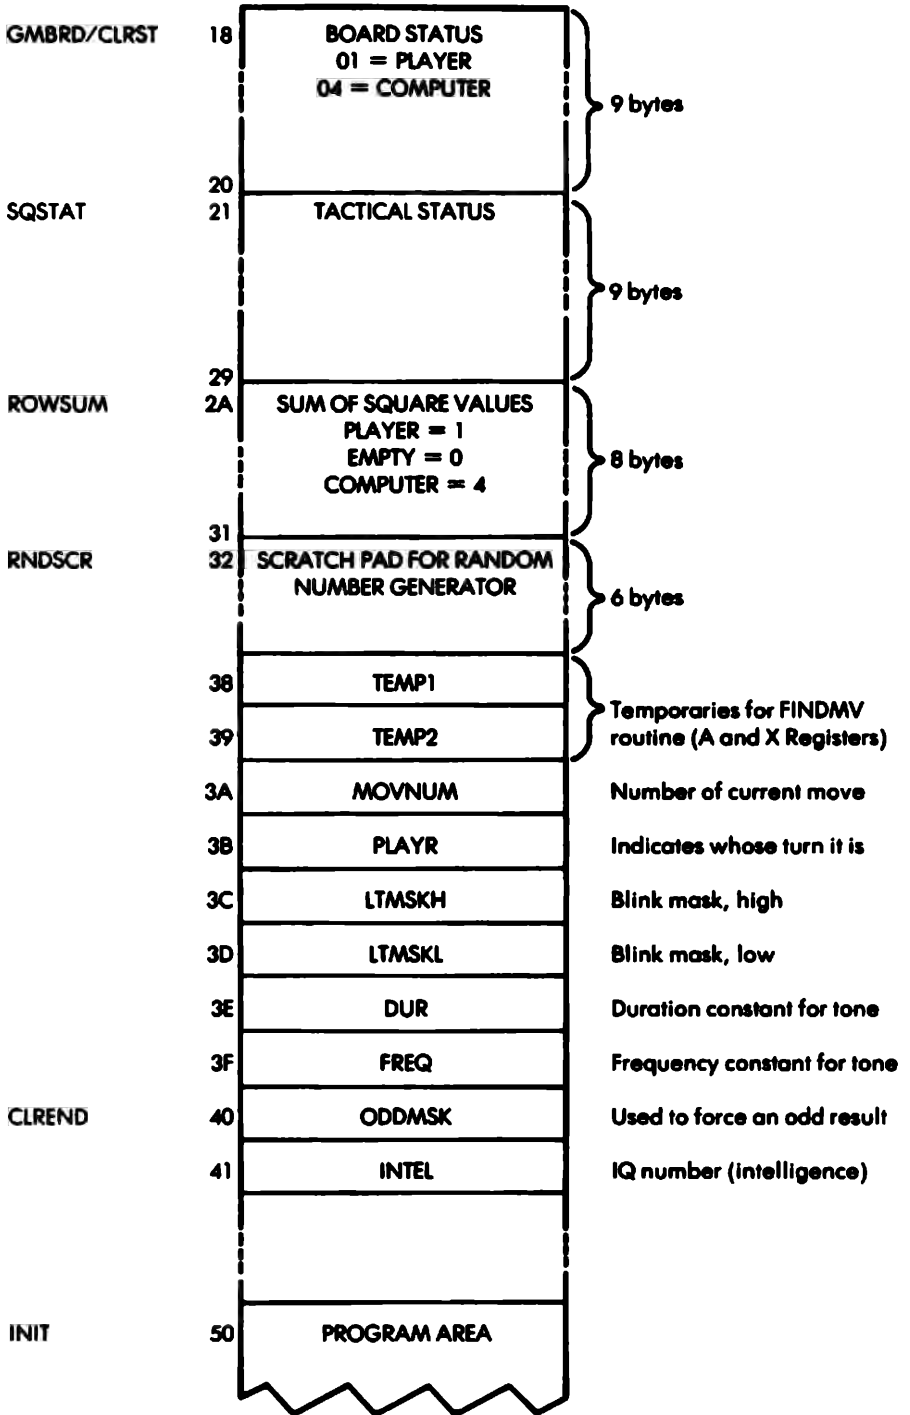 GMBRD/CLRST 18 BOARD STATUS
01 = PLAYER
04 = COMPUTER
9 bytes
20
SQSTAT 21 TACTICAL STATUS
9 bytes
29
ROWSUM 2A SUM OF SQUARE VALUES
PLAYER = 1
EMPTY = 0
COMPUTER = 4
8 bytes
31
RNDSCR 32 SCRATCH PAD FOR RANDOM
NUMBER GENERATOR
6 bytes
38 TEMP1
Temporaries for FINDMV
39 TEMP2 routine (A and X Registers)
3A MOVNUM Number of current move
3B PLAYR Indicates whose turn it is
3C LTMSKH Blink mask, high
3D LTMSKL Blink mask, low
3E DUR Duration constant for tone
3F FREQ Frequency constant for tone
CLREND 40 ODDMSK Used to force an odd result
41 INTEL IQ number (intelligence)
INIT 50 PROGRAM AREA